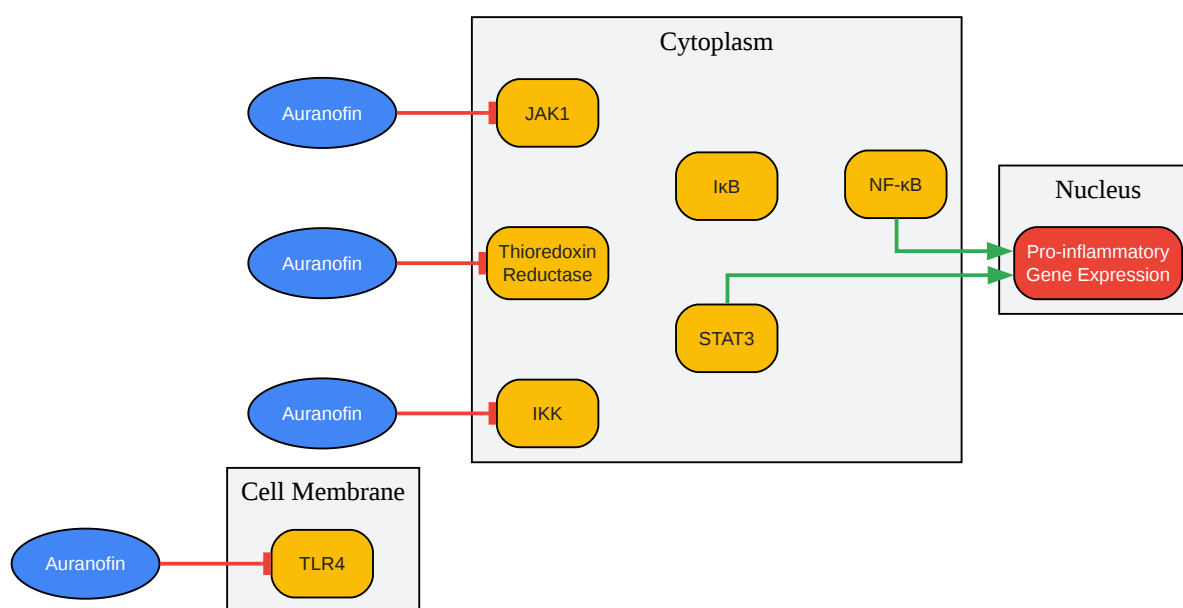 Cytoplasm
Auranofin
JAK1
IκB
NF-κB
Nucleus
Auranofin
Thioredoxin
Reductase
Pro-inflammatory
Gene Expression
STAT3
Auranofin
IKK
Cell Membrane
Auranofin
TLR4